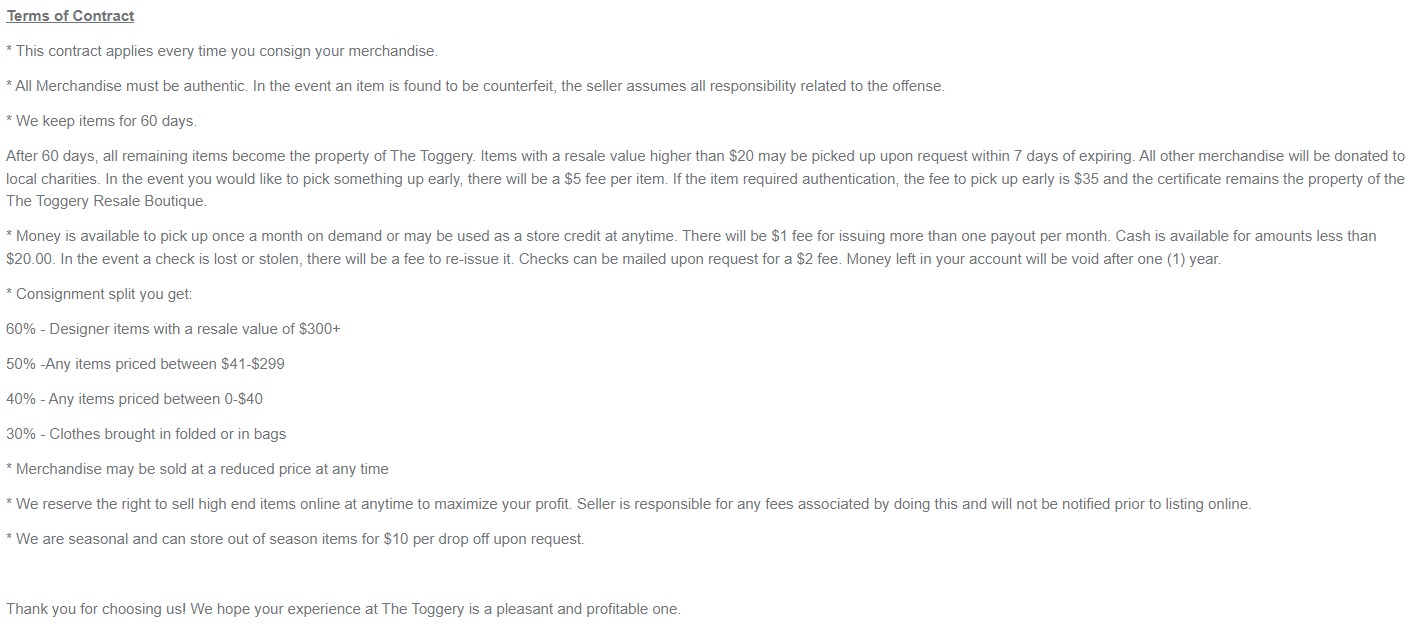 Terms of Contract
* This contract applies every time you consign your merchandise.
* All Merchandise must be authentic. In the event an item is found to be counterfeit, the seller assumes all responsibility related to the offense.
* We keep items for 60 days.
After 60 days, all remaining items become the property of The Toggery. Items with a resale value higher than $20 may be picked up upon request within 7 days of expiring. All other merchandise will be donated to
local charities. In the event you would like to pick something up early, there will be a $5 fee per item. If the item required authentication, the fee to pick up early is $35 and the certificate remains the property of the
The Toggery Resale Boutique.
* Money is available to pick up once a month on demand or may be used as a store credit at anytime. There will be $1 fee for issuing more than one payout per month. Cash is available for amounts less than
$20.00. In the event a check is lost or stolen, there will be a fee to re-issue it. Checks can be mailed upon request for a $2 fee. Money left in your account will be void after one (1) year.
* Consignment split you get:
60% - Designer items with a resale value of $300+
50% -Any items priced between $41-$299
40% - Any items priced between 0-$40
30% - Clothes brought in folded or in bags
* Merchandise may be sold at a reduced price at any time
* We reserve the right to sell high end items online at anytime to maximize your profit. Seller is responsible for any fees associated by doing this and will not be notified prior to listing online.
* We are seasonal and can store out of season items for $10 per drop off upon request.
Thank you for choosing us! We hope your experience at The Toggery is a pleasant and profitable one.